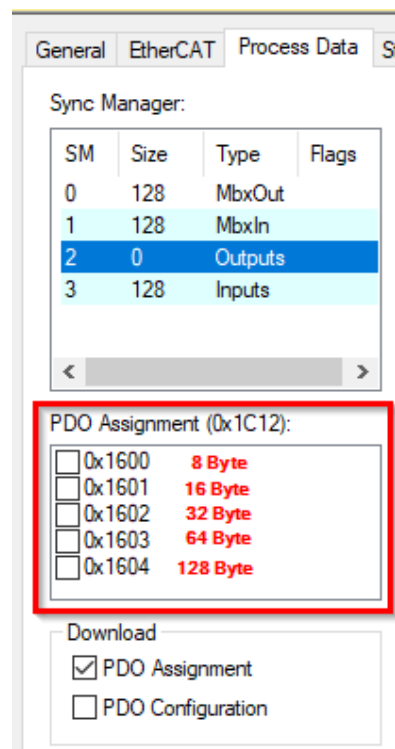 General EtherCAT Process Data
Sync Manager:
SM Size Type Flags
0 128 MbxOut
1 128 MbxIn
2 0 Outputs
3 128 Inputs
PDO Assignment (0x1C12):
0x1600 8 Byte
0x1601 16 Byte
0x1602 32 Byte
0x1603 64 Byte
0x1604 128 Byte
Download
PDO Assignment
PDO Configuration